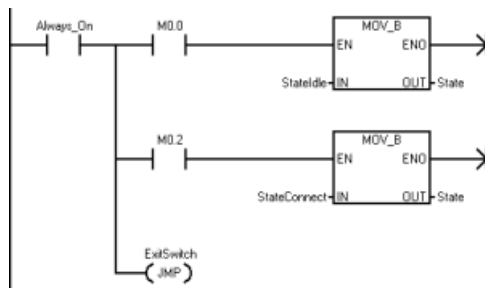 Always_On
M0.0
MOV_B
EN ENO
StateIdle IN OUT State
M0.2
MOV_B
EN ENO
StateConnect IN OUT State
ExitSwitch
JMP